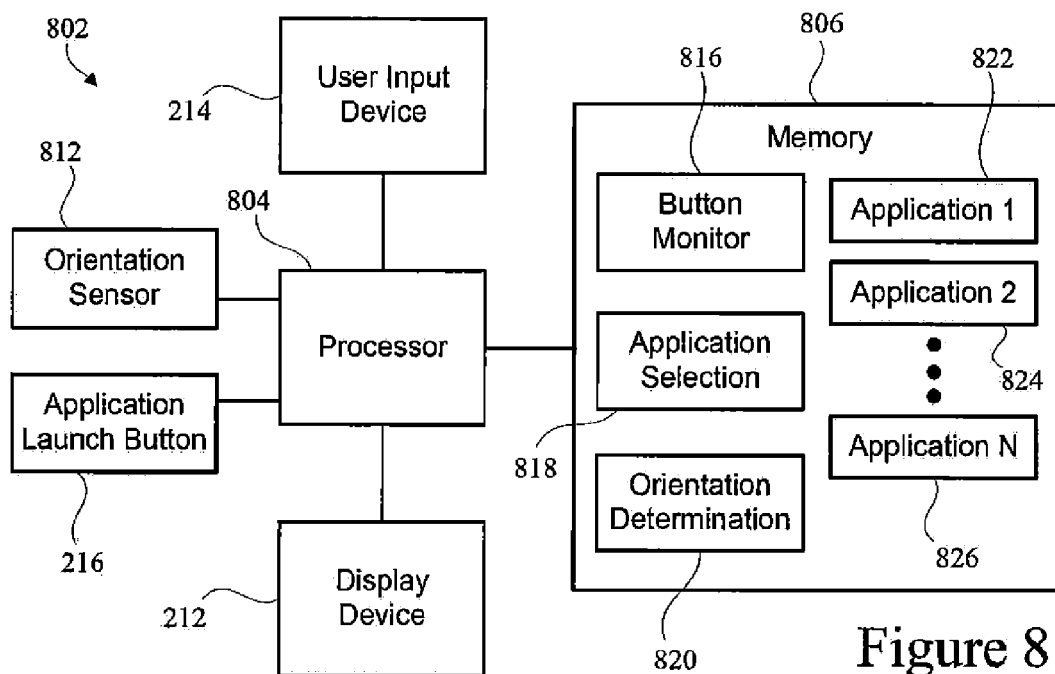 802
User Input
Device
214
806
816
822
Memory
812
804
Button
Monitor
Application 1
Orientation
Sensor
Application 2
Processor
Application
Selection
824
Application
Launch Button
818
Application N
Orientation
Determination
216
826
Display
Device
212
820
Figure 8